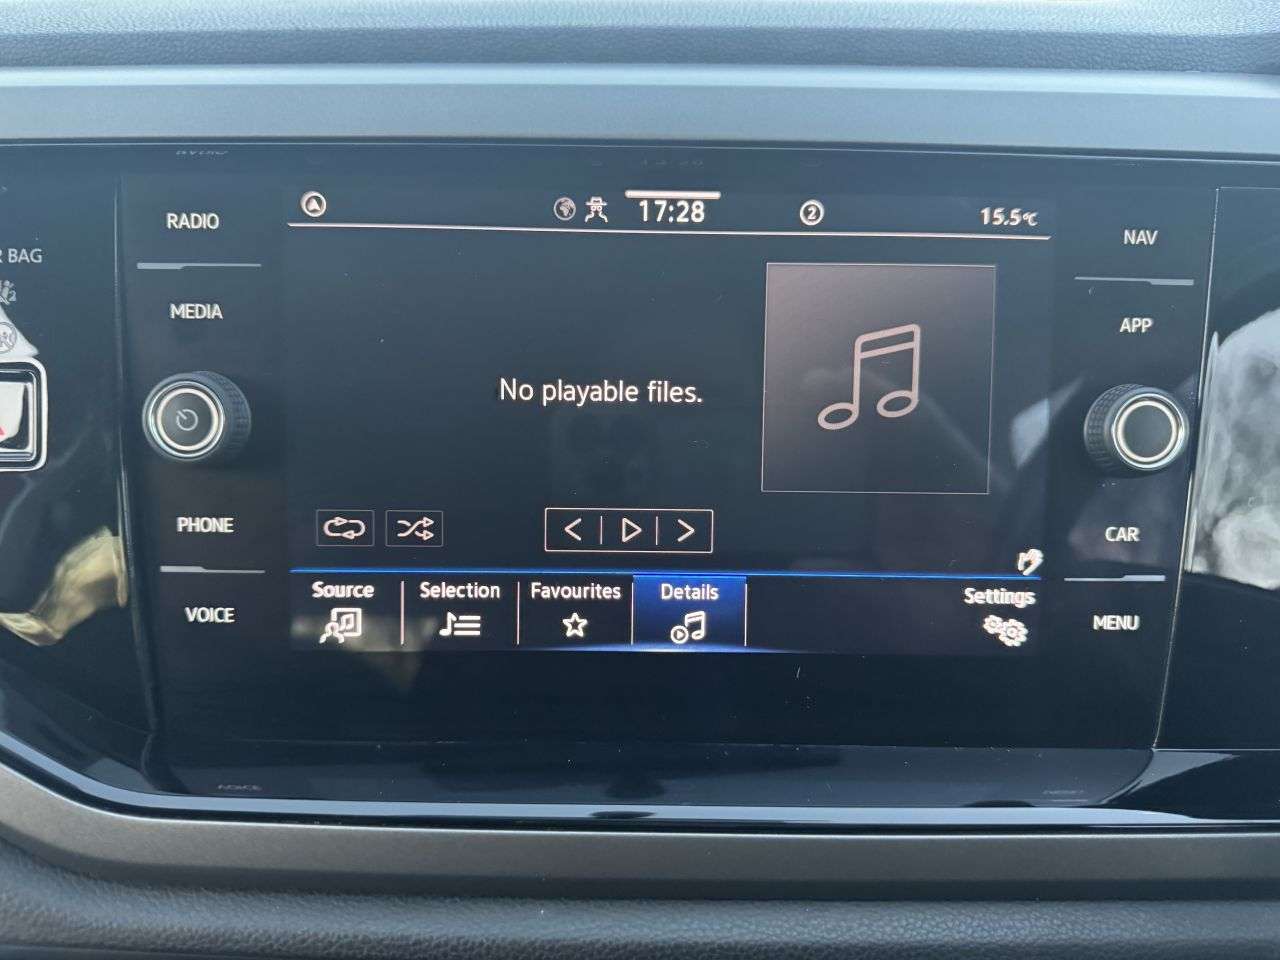 17:28
2
15.5°C
RADIO
NAV
R BAG
MEDIA
APP
No playable files.
PHONE
CAR
Source
Selection
Favourites
Details
Settings
VOICE
MENU